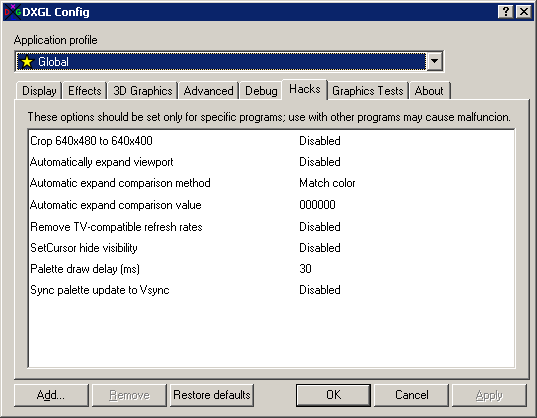 DXGL Config
Application profile
Global
Display Effects 3D Graphics Advanced Debug Hacks Graphics Tests About
These options should be set only for specific programs; use with other programs may cause malfuncion.
Crop 640x480 to 640x400 Disabled
Automatically expand viewport Disabled
Automatic expand comparison method Match color
Automatic expand comparison value 000000
Remove TV-compatible refresh rates Disabled
SetCursor hide visibility Disabled
Palette draw delay (ms) 30
Sync palette update to Vsync Disabled
Add... Remove Restore defaults OK Cancel Apply